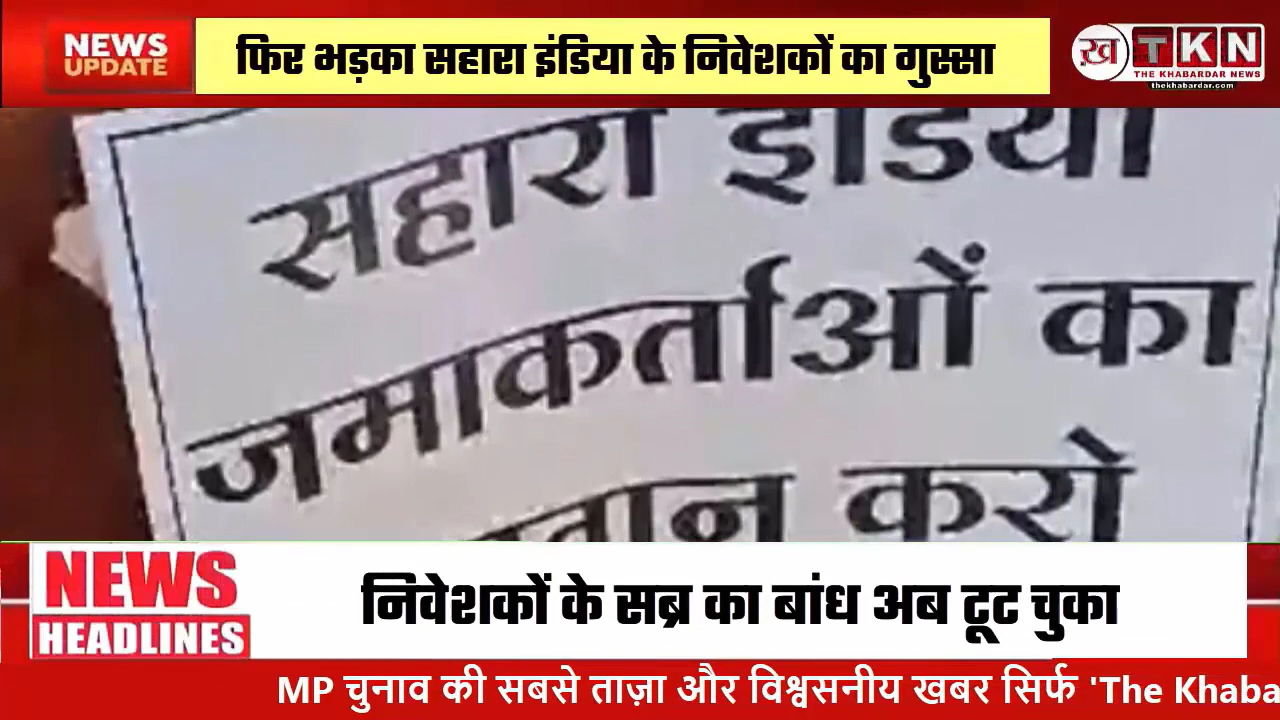 NEWS
UPDATE
फिर भड़का सहारा इंडिया के निवेशकों का गुस्सा
ख़ TKN
THE KHABARDAR NEWS
thekhabardar.com
सहारा इंडिया
जमाकर्ताओं का
करो
NEWS
HEADLINES
निवेशकों के सब्र का बांध अब टूट चुका
MP चुनाव की सबसे ताज़ा और विश्वसनीय खबर सिर्फ 'The Khaba